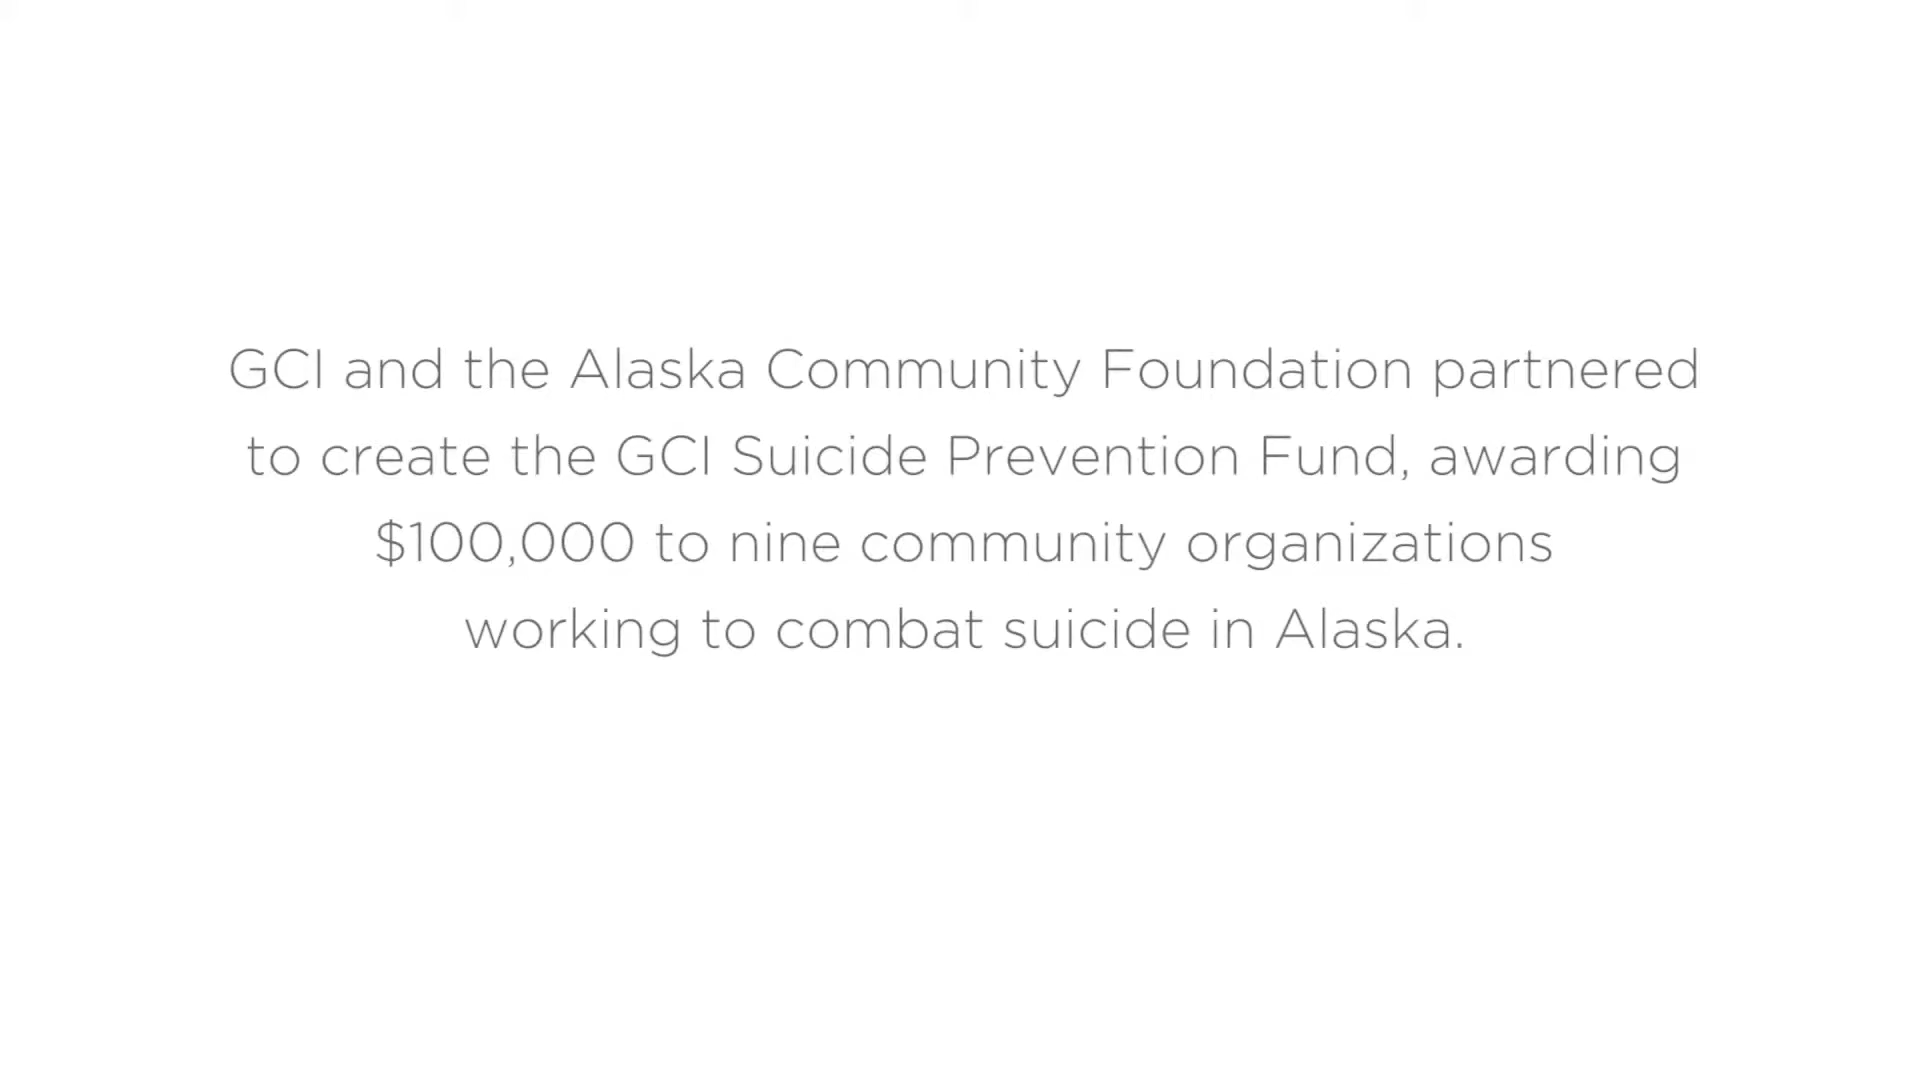 GCI and the Alaska Community Foundation partnered
to create the GCI Suicide Prevention Fund, awarding
$100,000 to nine community organizations
working to combat suicide in Alaska.